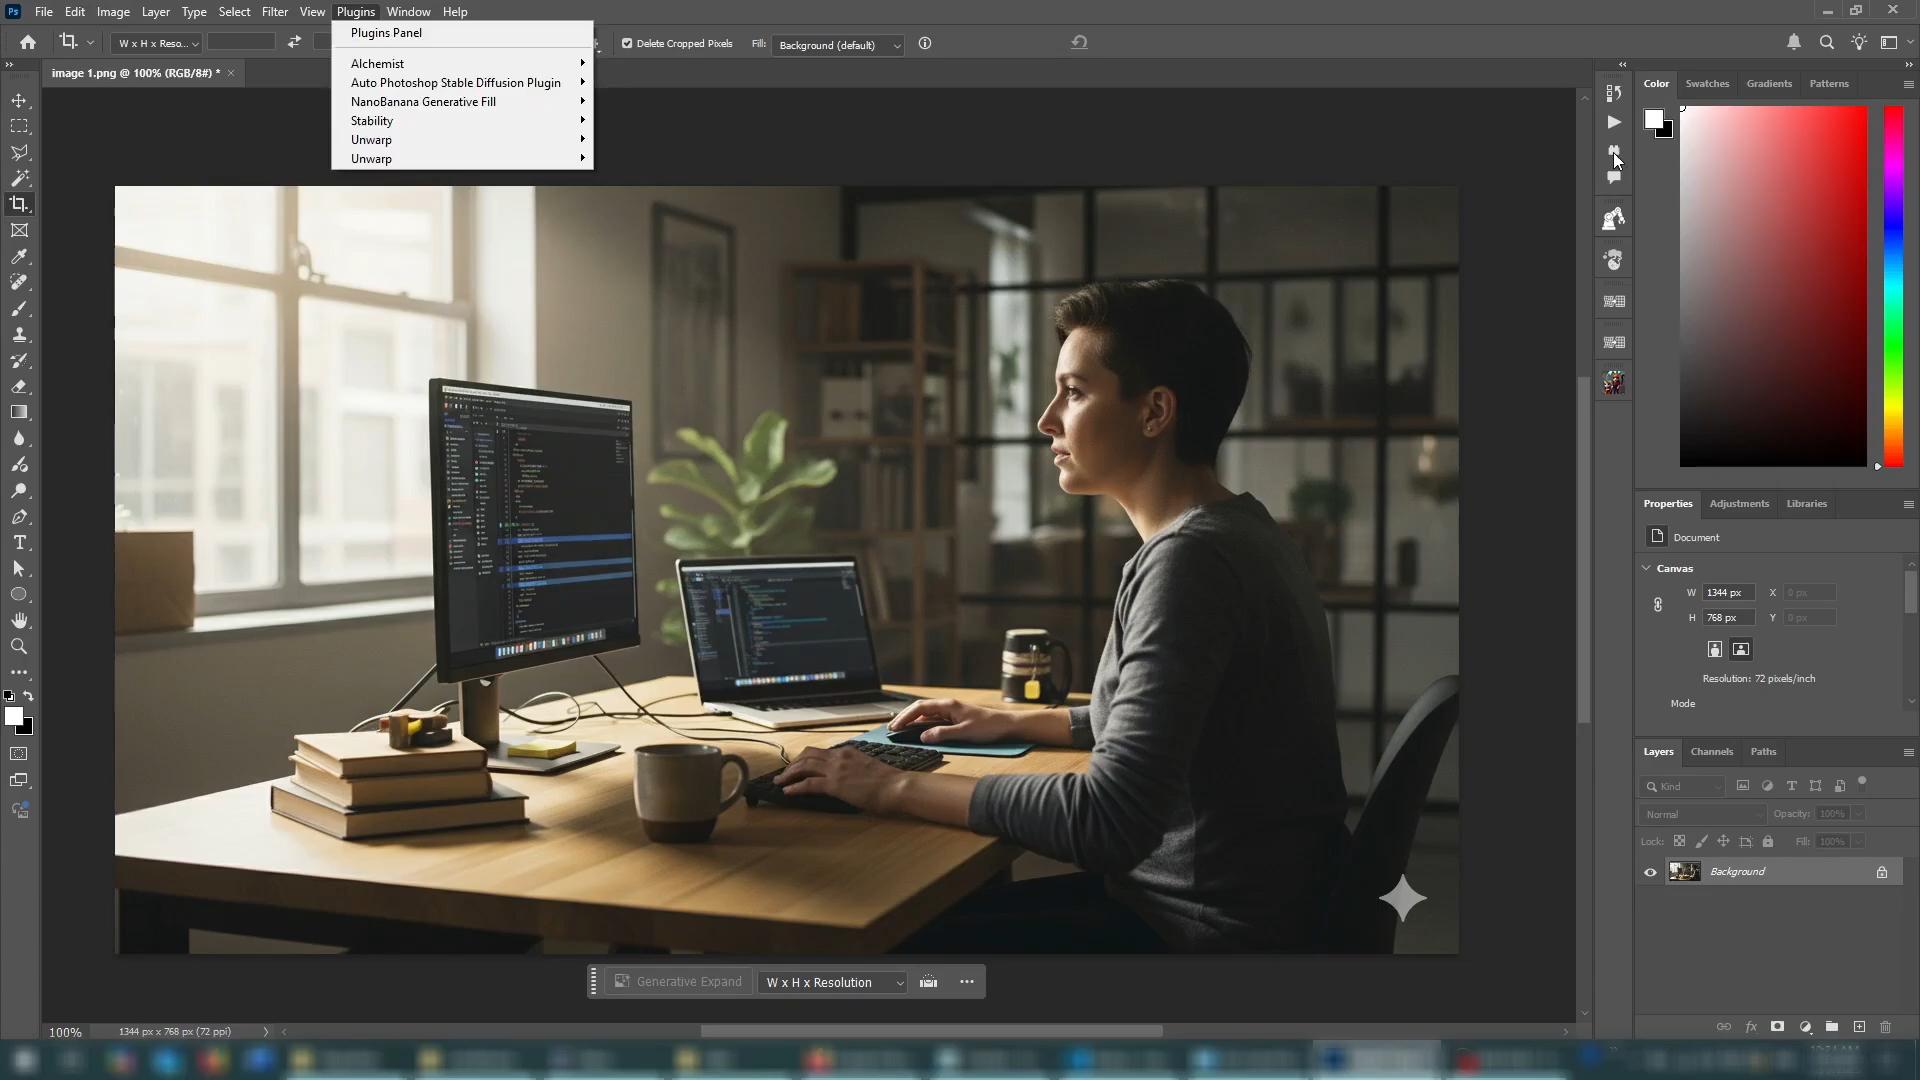 Ps File Edit Image Layer Type Select Filter View Plugins Window Help
W x H x Reso... Delete Cropped Pixels Fill: Background (default)
image 1.png @ 100% (RGB/8#) *
Plugins Panel
Alchemist
Auto Photoshop Stable Diffusion Plugin
NanoBanana Generative Fill
Stability
Unwarp
Unwarp
Color Swatches Gradients Patterns
Properties Adjustments Libraries
Document
Canvas
W 1344 px X 0 px
H 768 px Y 0 px
Resolution: 72 pixels/inch
Mode
Layers Channels Paths
Kind
Normal Opacity: 100%
Lock: Fill: 100%
Background
Generative Expand W x H x Resolution
100% 1344 px x 768 px (72 ppi)